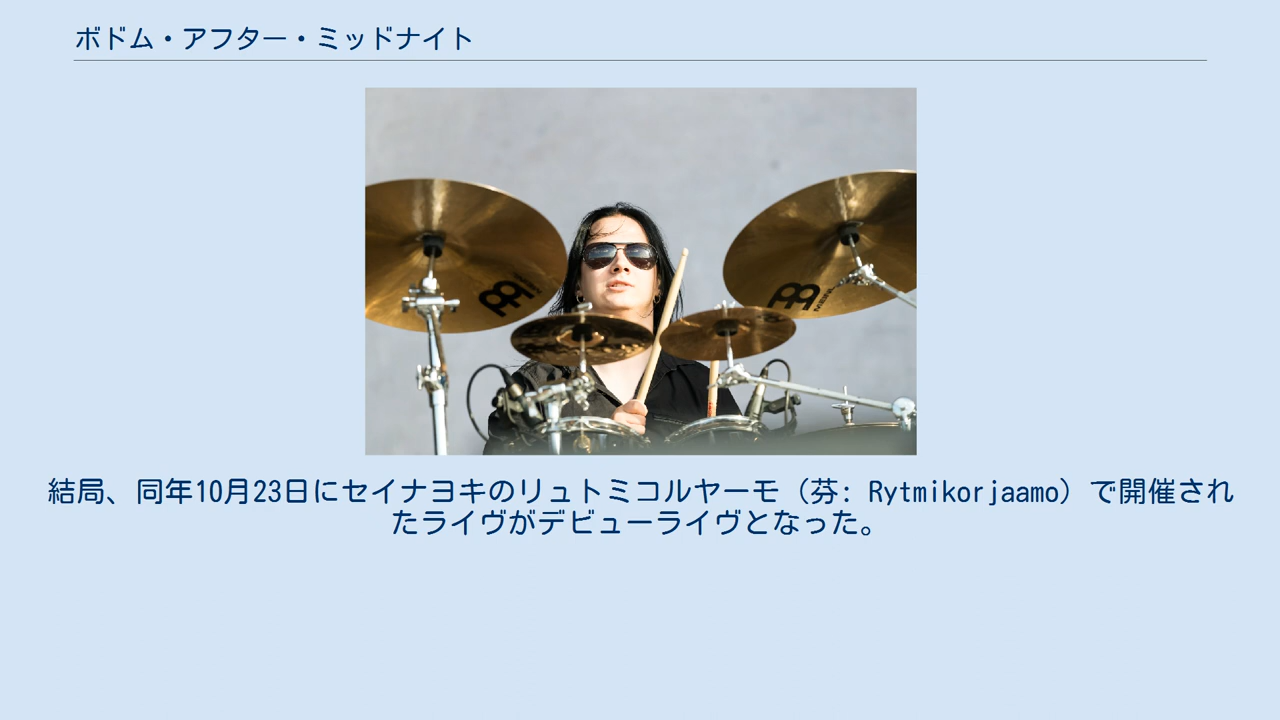 ボドム・アフター・ミッドナイト
結局、同年10月23日にセイナヨキのリュトミコルヤーモ（芬: Rytmikorjaamo）で開催され
たライヴがデビューライヴとなった。